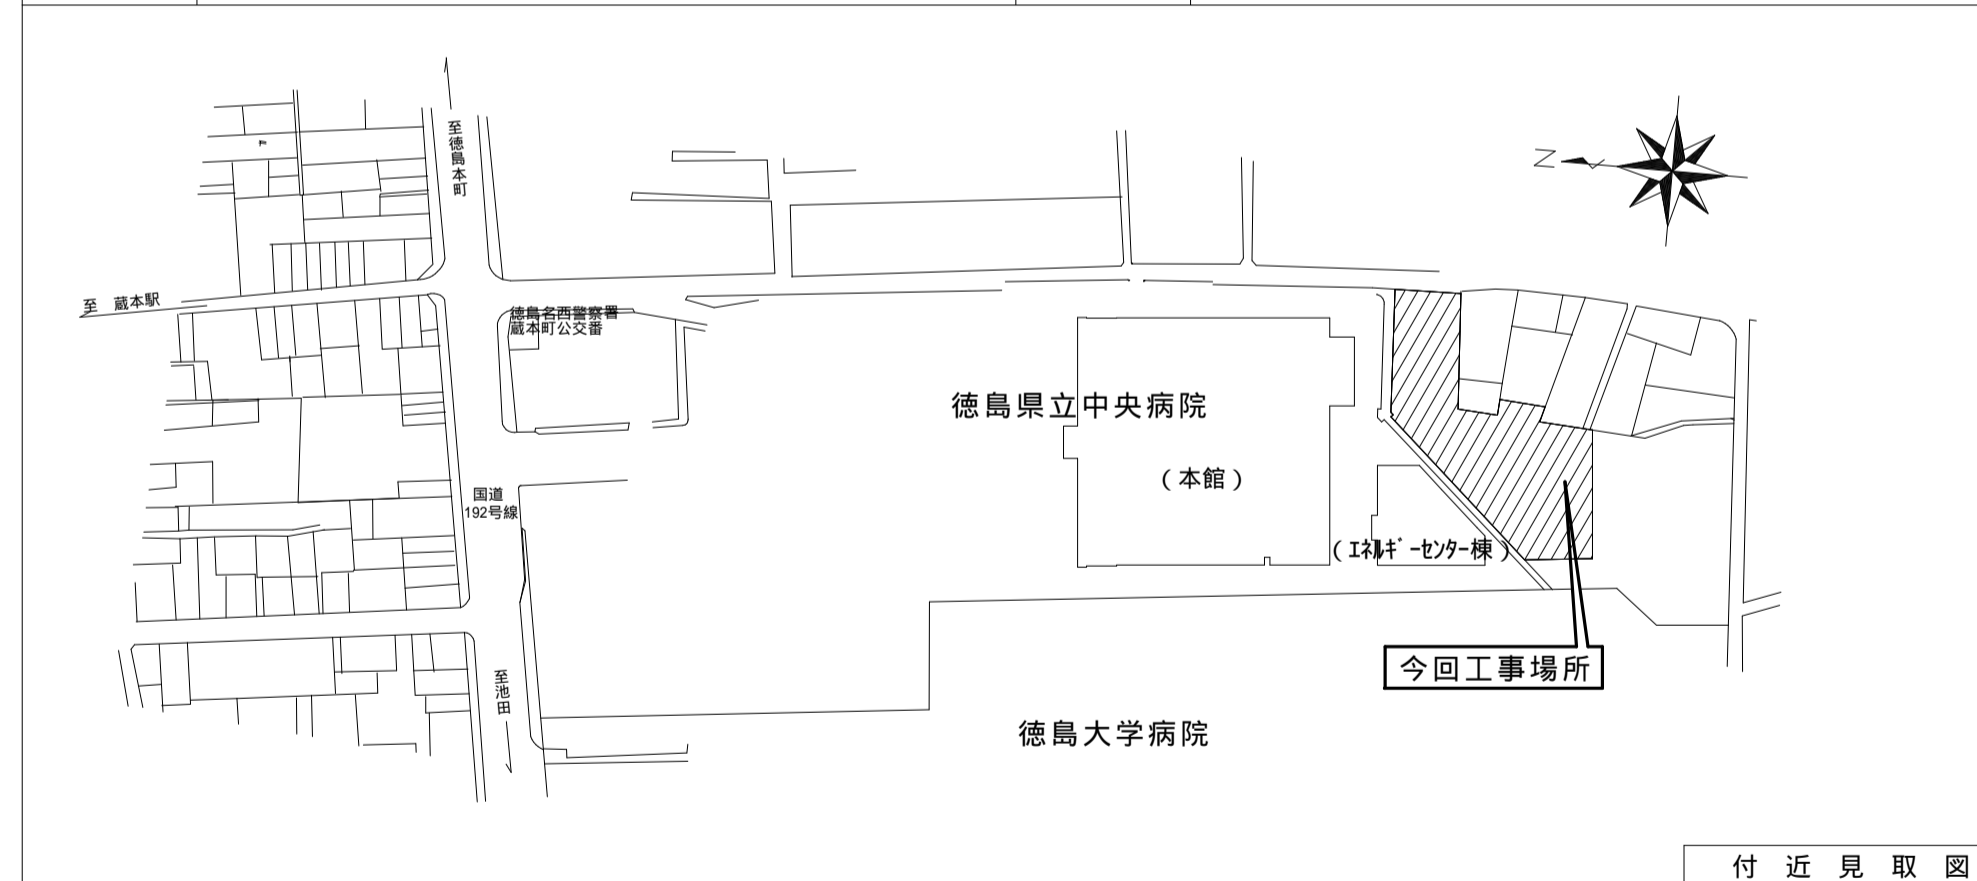 至徳島本町
Z
至 蔵本駅
徳島名西警察署
蔵本町公交番
徳島県立中央病院
（本館）
国道
192号線
（ｴﾈﾙｷﾞｰｾﾝﾀｰ棟）
今回工事場所
至池田
徳島大学病院
付近見取図